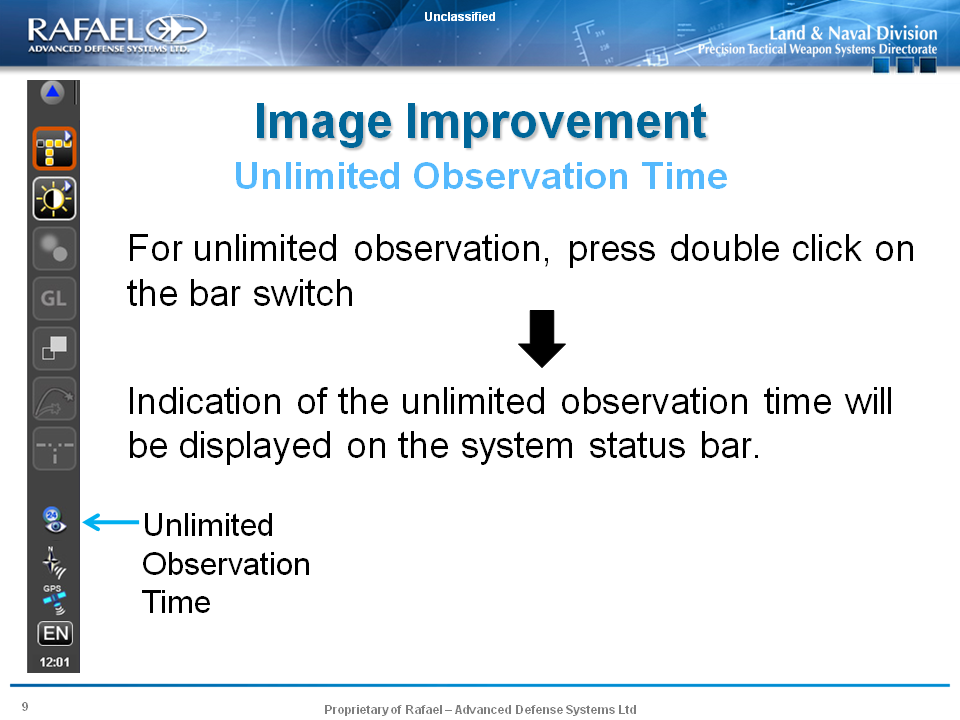 Unclassified
RAFAEL
ADVANCED DEFENSE SYSTEMS LTD.
Land & Naval Division
Precision Tactical Weapon Systems Directorate
Image Improvement
Unlimited Observation Time
For unlimited observation, press double click on
the bar switch
Indication of the unlimited observation time will
be displayed on the system status bar.
GL
24
Unlimited
Observation
Time
N
GPS
EN
12:01
9
Proprietary of Rafael – Advanced Defense Systems Ltd